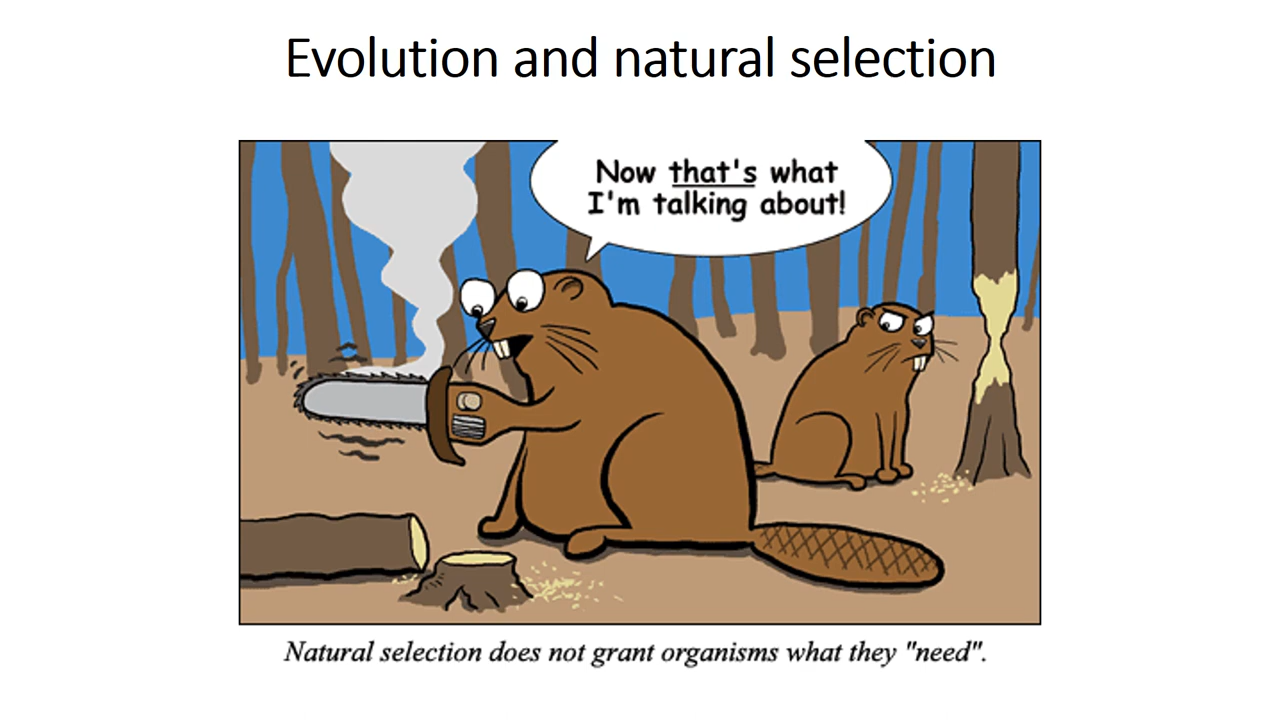 Evolution and natural selection
Now that's what
I'm talking about!
Natural selection does not grant organisms what they "need".